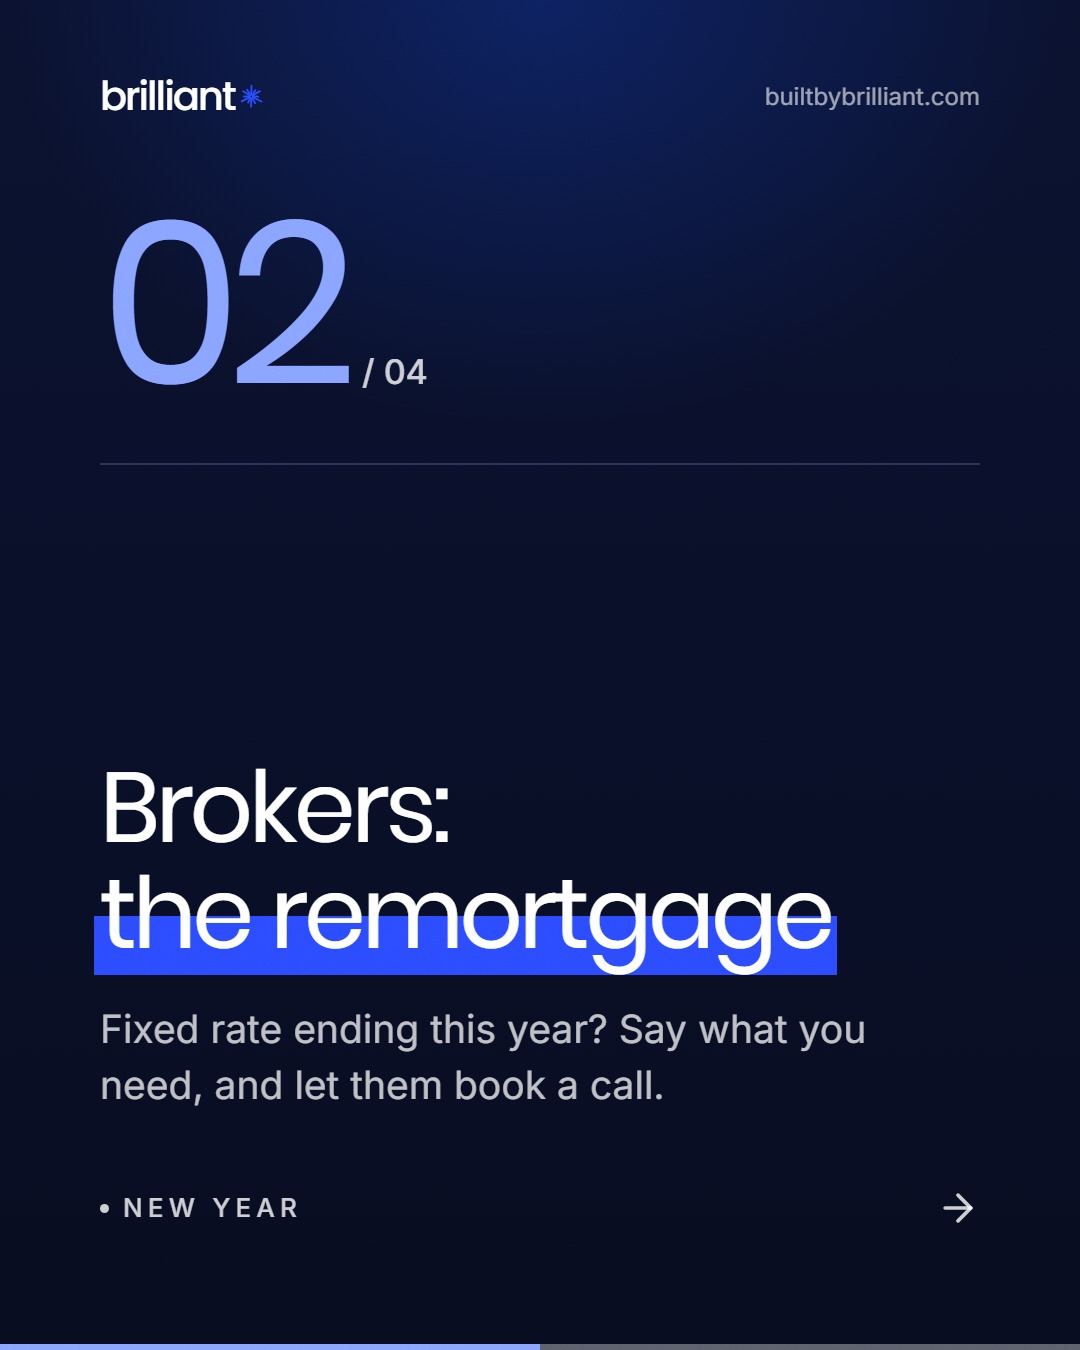 brilliant
builtbybrilliant.com
02 / 04
Brokers:
the remortgage
Fixed rate ending this year? Say what you
need, and let them book a call.
• NEW YEAR